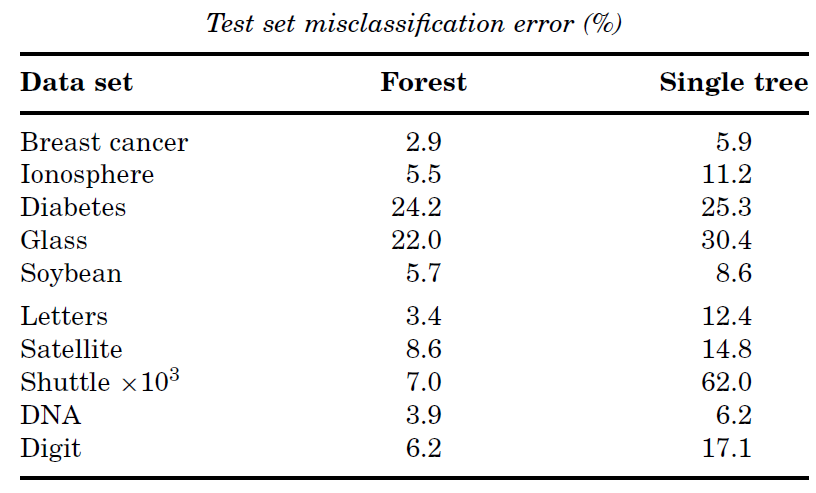 Test set misclassification error (%)
Data set Forest Single tree
Breast cancer 2.9 5.9
Ionosphere 5.5 11.2
Diabetes 24.2 25.3
Glass 22.0 30.4
Soybean 5.7 8.6
Letters 3.4 12.4
Satellite 8.6 14.8
Shuttle ×10³ 7.0 62.0
DNA 3.9 6.2
Digit 6.2 17.1